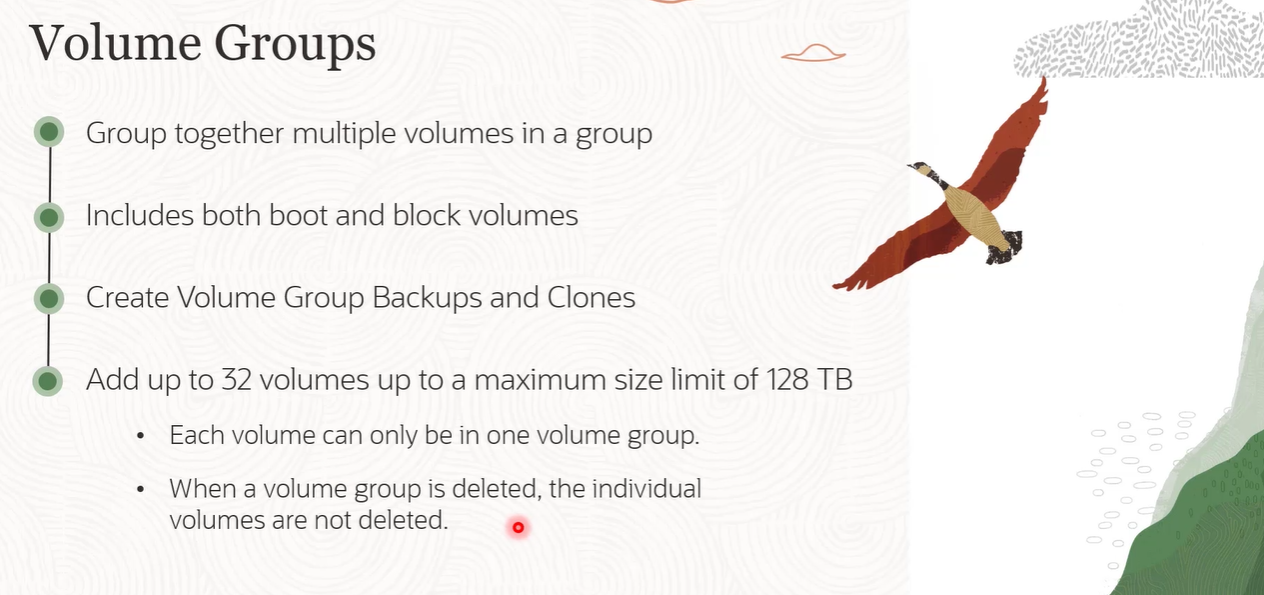 Volume Groups
Group together multiple volumes in a group
Includes both boot and block volumes
Create Volume Group Backups and Clones
Add up to 32 volumes up to a maximum size limit of 128 TB
• Each volume can only be in one volume group.
• When a volume group is deleted, the individual
volumes are not deleted.